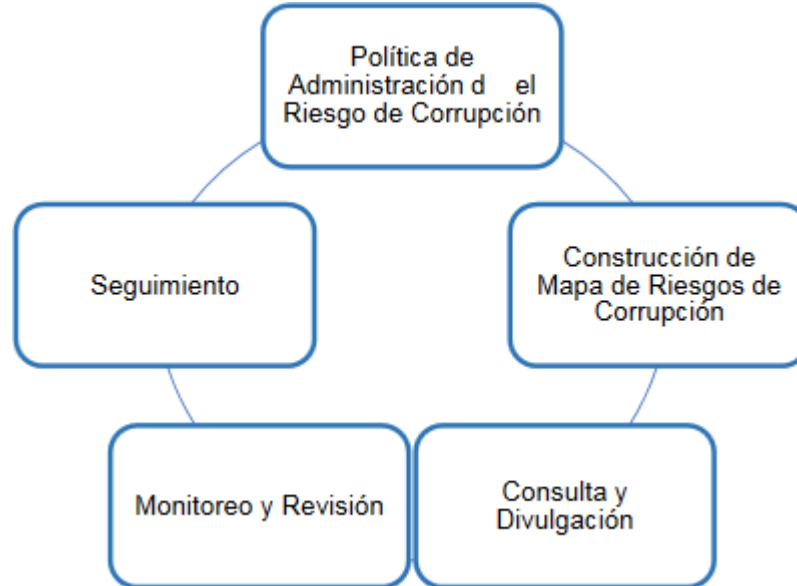 Política de
Administración d el
Riesgo de Corrupción
Construcción de
Mapa de Riesgos de
Corrupción
Consulta y
Divulgación
Monitoreo y Revisión
Seguimiento